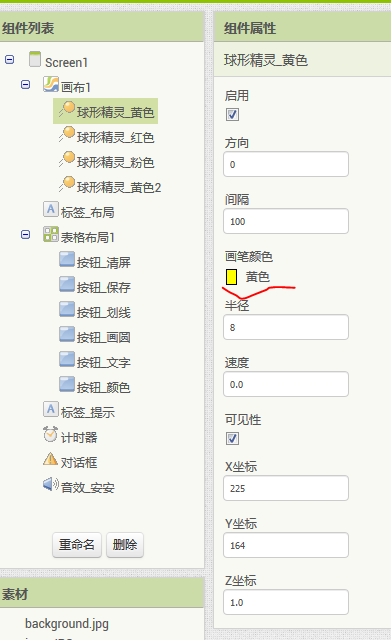 组件列表
Screen1
画布1
球形精灵_黄色
球形精灵_红色
球形精灵_粉色
球形精灵_黄色2
标签_布局
表格布局1
按钮_清屏
按钮_保存
按钮_划线
按钮_画圆
按钮_文字
按钮_颜色
标签_提示
计时器
对话框
音效_安安
重命名
删除
素材
background.jpg
组件属性
球形精灵_黄色
启用
方向
0
间隔
100
画笔颜色
黄色
半径
8
速度
0.0
可见性
X坐标
225
Y坐标
164
Z坐标
1.0